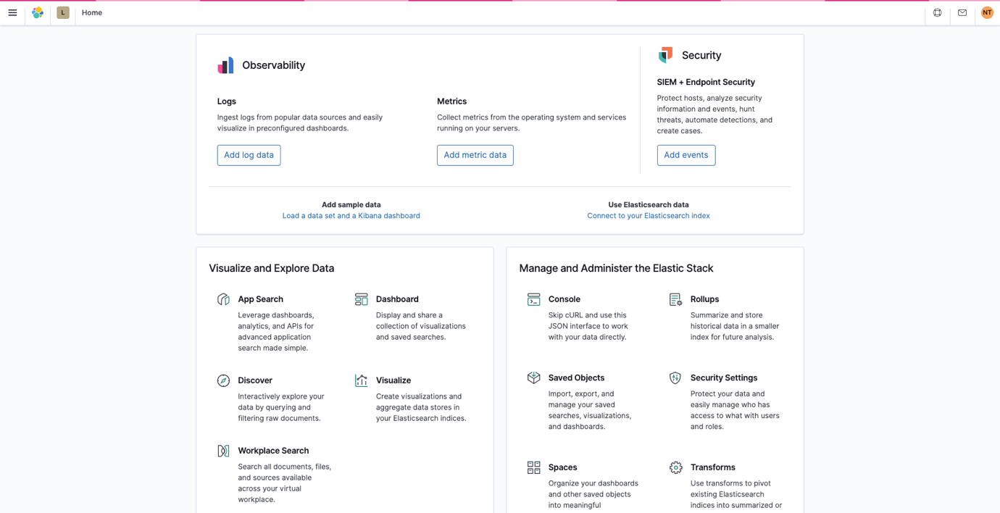 L
Home
NT
Observability
Logs
Ingest logs from popular data sources and easily
visualize in preconfigured dashboards.
Add log data
Metrics
Collect metrics from the operating system and services
running on your servers.
Add metric data
Security
SIEM + Endpoint Security
Protect hosts, analyze security
information and events, hunt
threats, automate detections, and
create cases.
Add events
Add sample data
Load a data set and a Kibana dashboard
Use Elasticsearch data
Connect to your Elasticsearch index
Visualize and Explore Data
App Search
Leverage dashboards,
analytics, and APIs for
advanced application
search made simple.
Dashboard
Display and share a
collection of visualizations
and saved searches.
Discover
Interactively explore your
data by querying and
filtering raw documents.
Visualize
Create visualizations and
aggregate data stores in
your Elasticsearch indices.
Workplace Search
Search all documents, files,
and sources available
across your virtual
workplace.
Manage and Administer the Elastic Stack
Console
Skip cURL and use this
JSON interface to work
with your data directly.
Rollups
Summarize and store
historical data in a smaller
index for future analysis.
Saved Objects
Import, export, and
manage your saved
searches, visualizations,
and dashboards.
Security Settings
Protect your data and
easily manage who has
access to what with users
and roles.
Spaces
Organize your dashboards
and other saved objects
into meaningful
Transforms
Use transforms to pivot
existing Elasticsearch
indices into summarized or